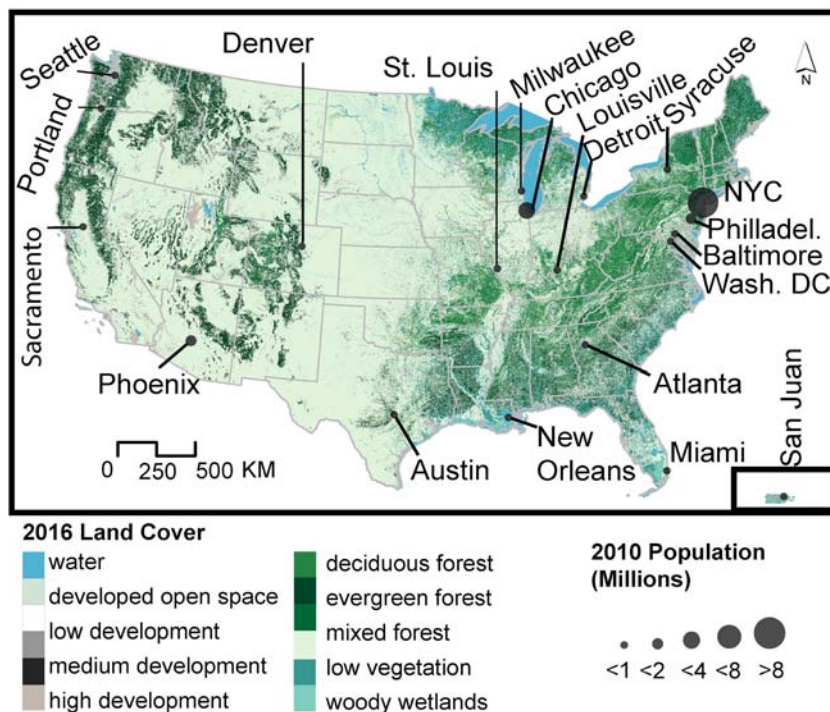 Seattle
Denver
St. Louis
Milwaukee
Chicago
Louisville
Detroit
Syracuse
N
Portland
NYC
Philladel.
Baltimore
Wash. DC
Sacramento
Phoenix
Atlanta
San Juan
0 250 500 KM
Austin
New
Orleans
Miami
2016 Land Cover
water
developed open space
low development
medium development
high development
deciduous forest
evergreen forest
mixed forest
low vegetation
woody wetlands
2010 Population
(Millions)
<1 <2 <4 <8 >8